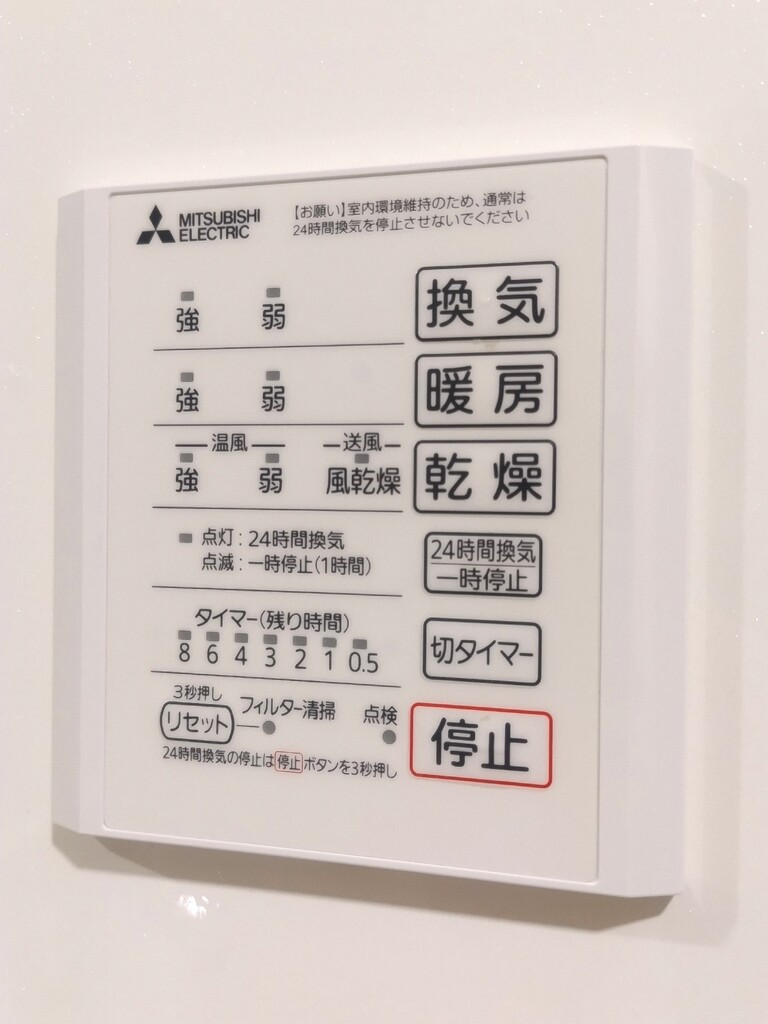 MITSUBISHI
ELECTRIC
【お願い】室内環境維持のため、通常は
24時間換気を停止させないでください
強 弱 換気
強 弱 暖房
温風 送風
強 弱 風乾燥 乾燥
点灯:24時間換気
点滅:一時停止(1時間)
24時間換気
一時停止
タイマー(残り時間)
8 6 4 3 2 1 0.5
切タイマー
3秒押し
リセット フィルター清掃 点検
停止
24時間換気の停止は停止ボタンを3秒押し